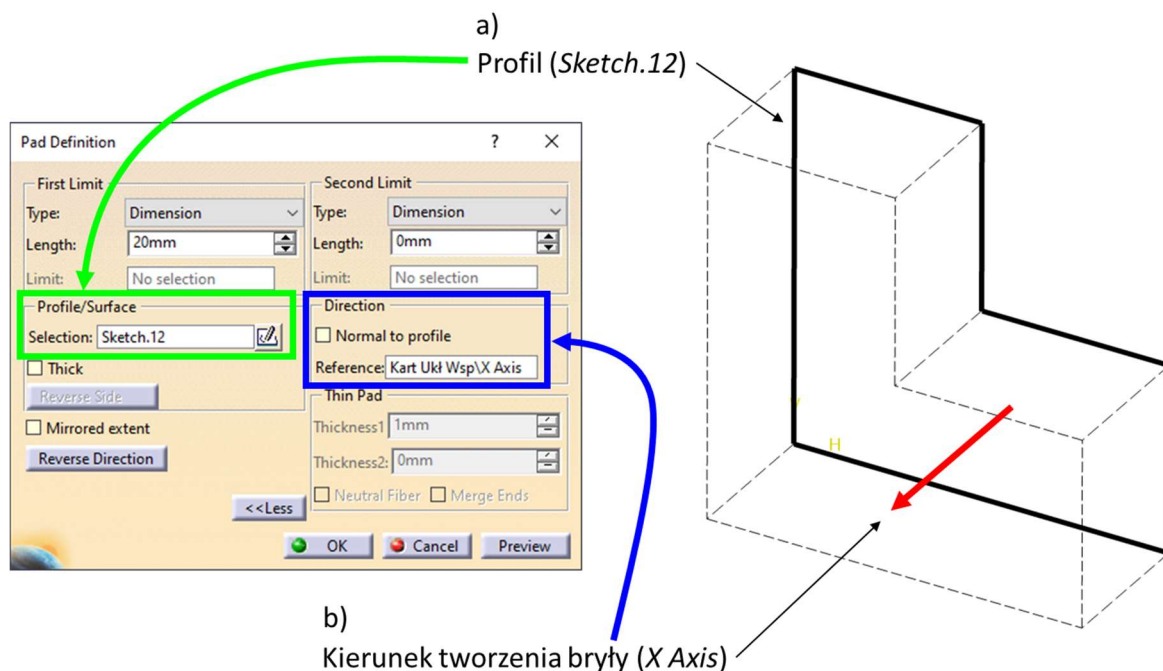 a)
Profil (Sketch.12)
Pad Definition ? ×
First Limit
Type: Dimension
Length: 20mm
Limit: No selection
Second Limit
Type: Dimension
Length: 0mm
Limit: No selection
Profile/Surface
Selection: Sketch.12
Thick
Reverse Side
Mirrored extent
Reverse Direction
Direction
Normal to profile
Reference: Kart Ukł Wsp\X Axis
Thin Pad
Thickness1 1mm
Thickness2: 0mm
Neutral Fiber Merge Ends
<<Less
OK Cancel Preview
V
H
b)
Kierunek tworzenia bryły (X Axis)